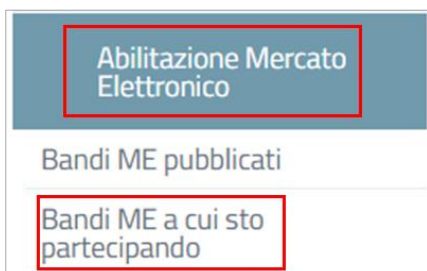 Abilitazione Mercato
Elettronico
Bandi ME pubblicati
Bandi ME a cui sto
partecipando